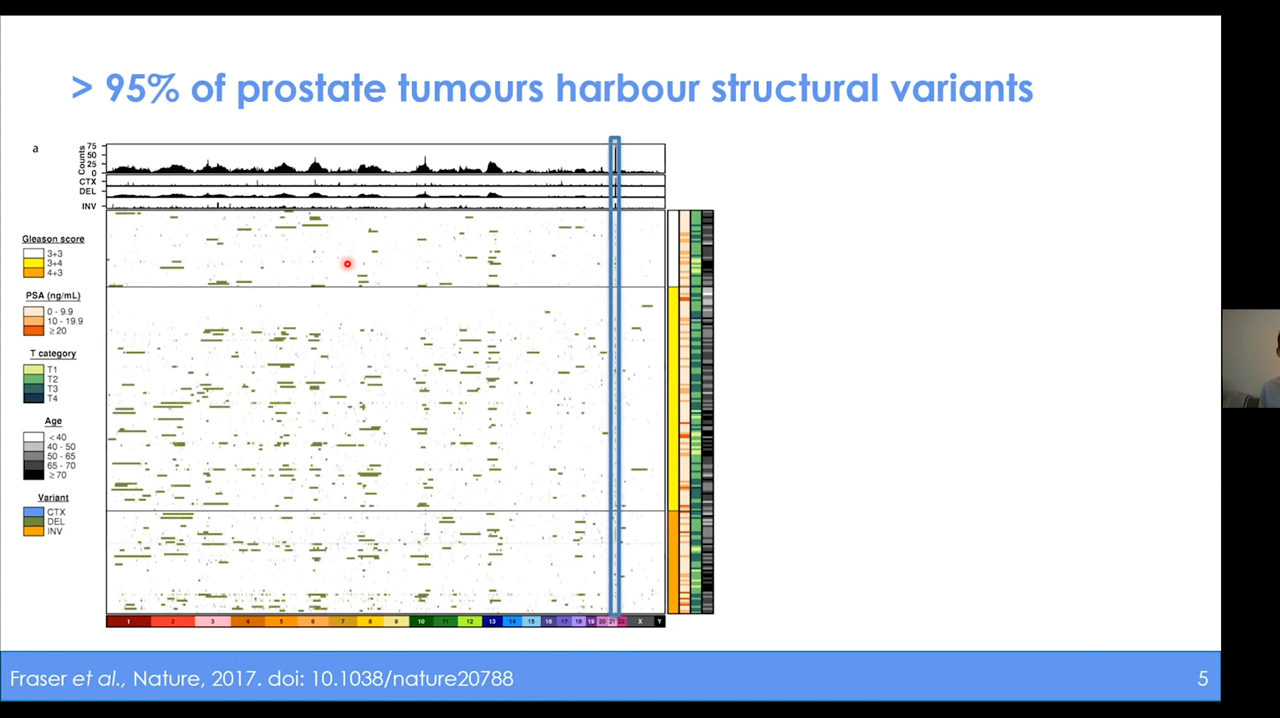 > 95% of prostate tumours harbour structural variants
a
Counts
75
50
25
0
CTX
DEL
INV
Gleason score
3+3
3+4
4+3
PSA (ng/mL)
0 - 9.9
10 - 19.9
≥ 20
T category
T1
T2
T3
T4
Age
< 40
40 - 50
50 - 65
65 - 70
≥ 70
Variant
CTX
DEL
INV
1 2 3 4 5 6 7 8 9 10 11 12 13 14 15 16 17 18 19 20 21 22 X Y
Fraser et al., Nature, 2017. doi: 10.1038/nature20788
5